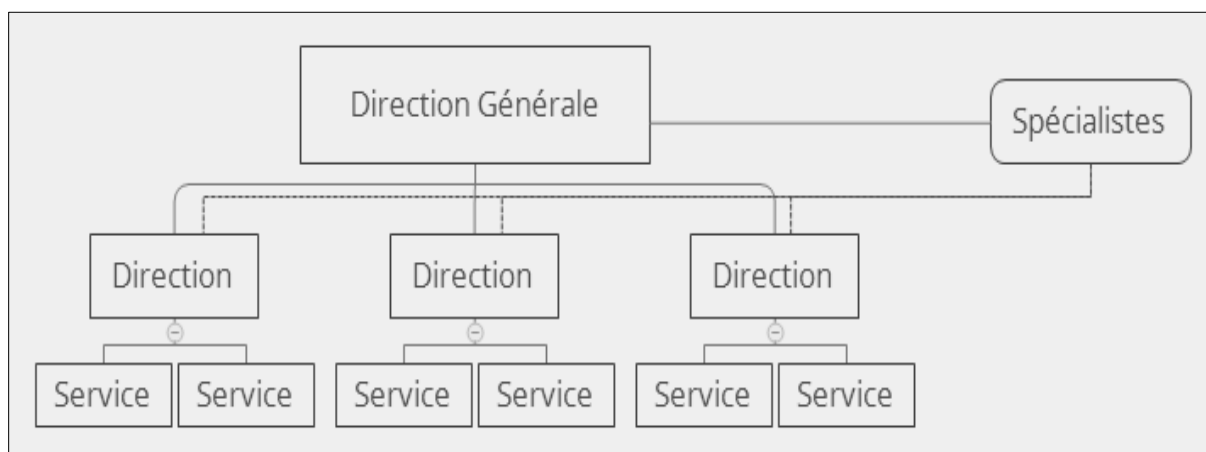 Direction Générale
Spécialistes
Direction
Direction
Direction
Service
Service
Service
Service
Service
Service